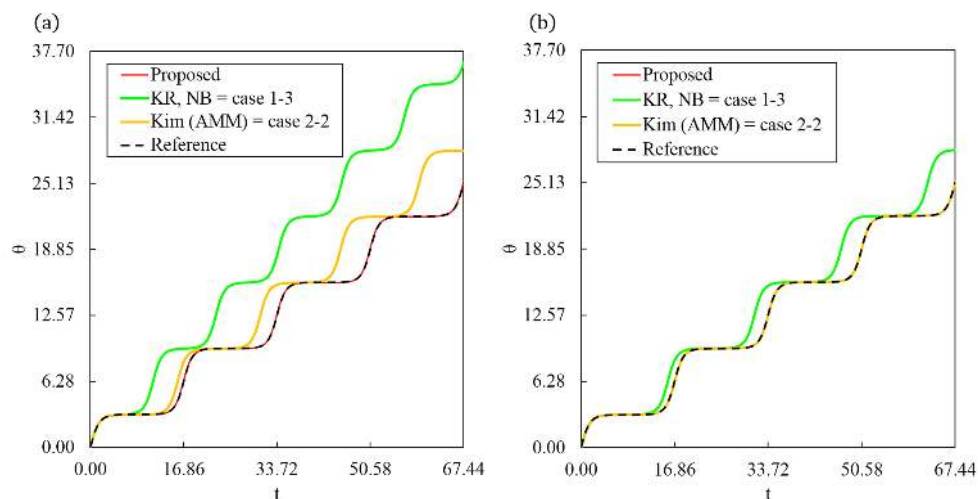 (a)
37.70
31.42
25.13
18.85
12.57
6.28
0.00
θ
Proposed
KR, NB = case 1-3
Kim (AMM) = case 2-2
Reference
0.00 16.86 33.72 50.58 67.44
t
(b)
37.70
31.42
25.13
18.85
12.57
6.28
0.00
θ
Proposed
KR, NB = case 1-3
Kim (AMM) = case 2-2
Reference
0.00 16.86 33.72 50.58 67.44
t